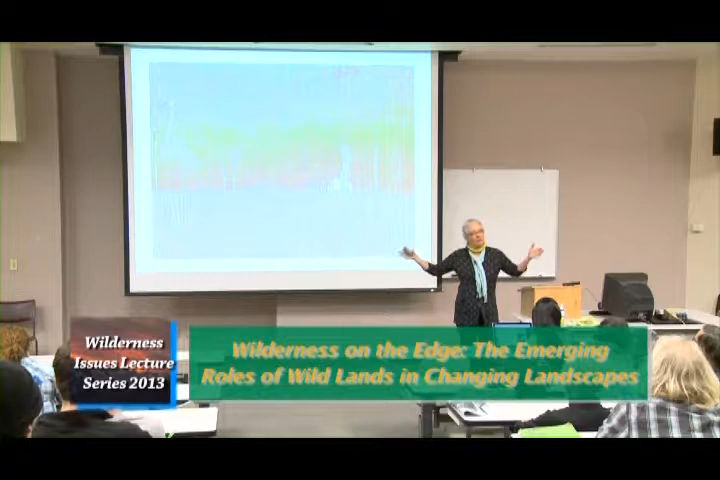 Wilderness
Issues Lecture
Series 2013
Wilderness on the Edge: The Emerging
Roles of Wild Lands in Changing Landscapes